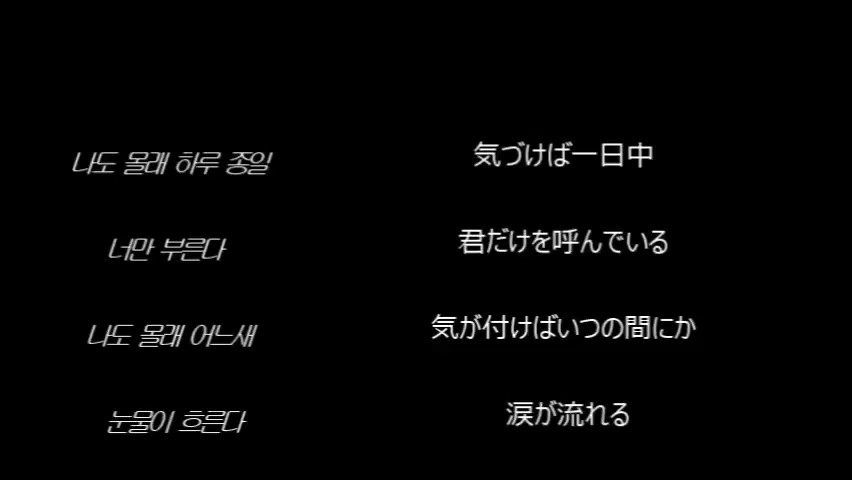 나도 몰래 하루 종일
気づけば一日中
너만 부른다
君だけを呼んでいる
나도 몰래 어느새
気が付けばいつの間にか
눈물이 흐른다
涙が流れる